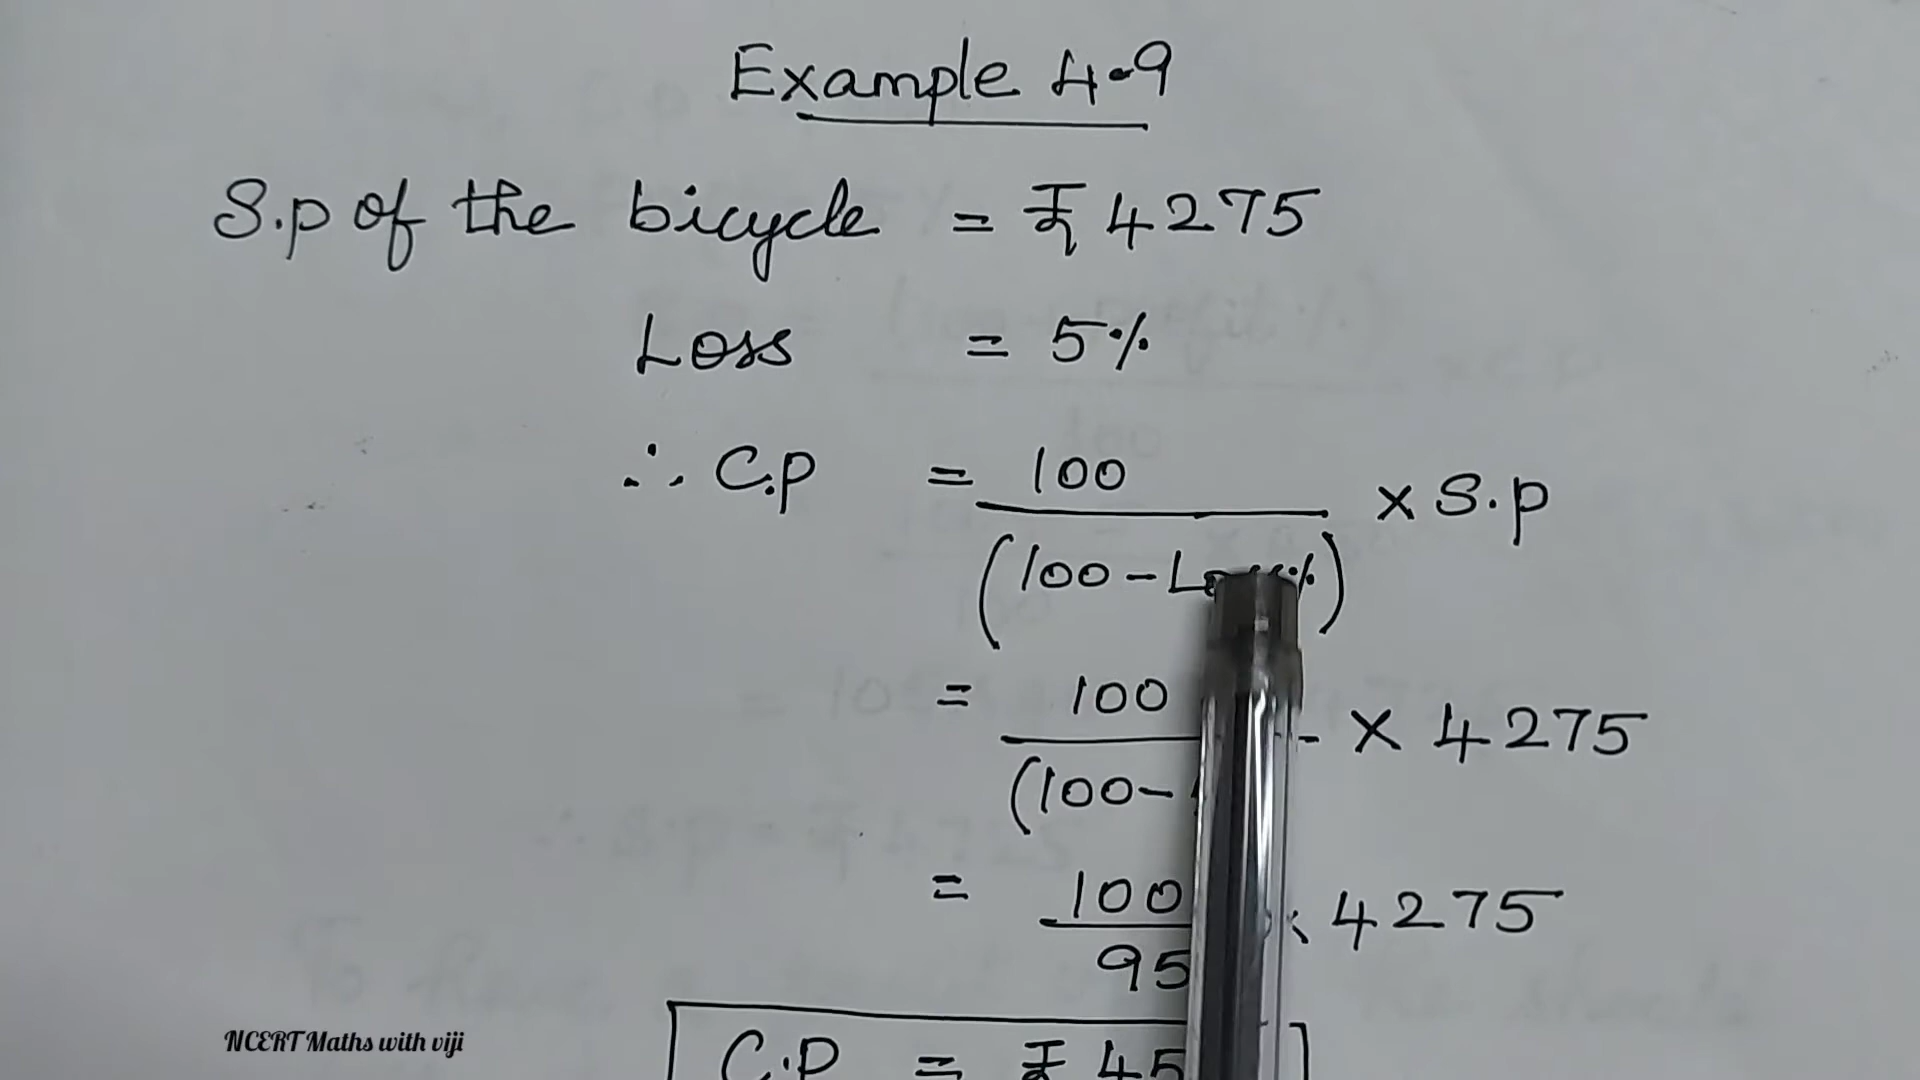 Example 4.9
S.p of the bicycle = ₹ 4275
Loss = 5%
∴ C.p = 100 / (100 - Loss%) × S.p
= 100 / (100 - × 4275
= 100 / 95 × 4275
C.P = ₹ 45
NCERT Maths with viji